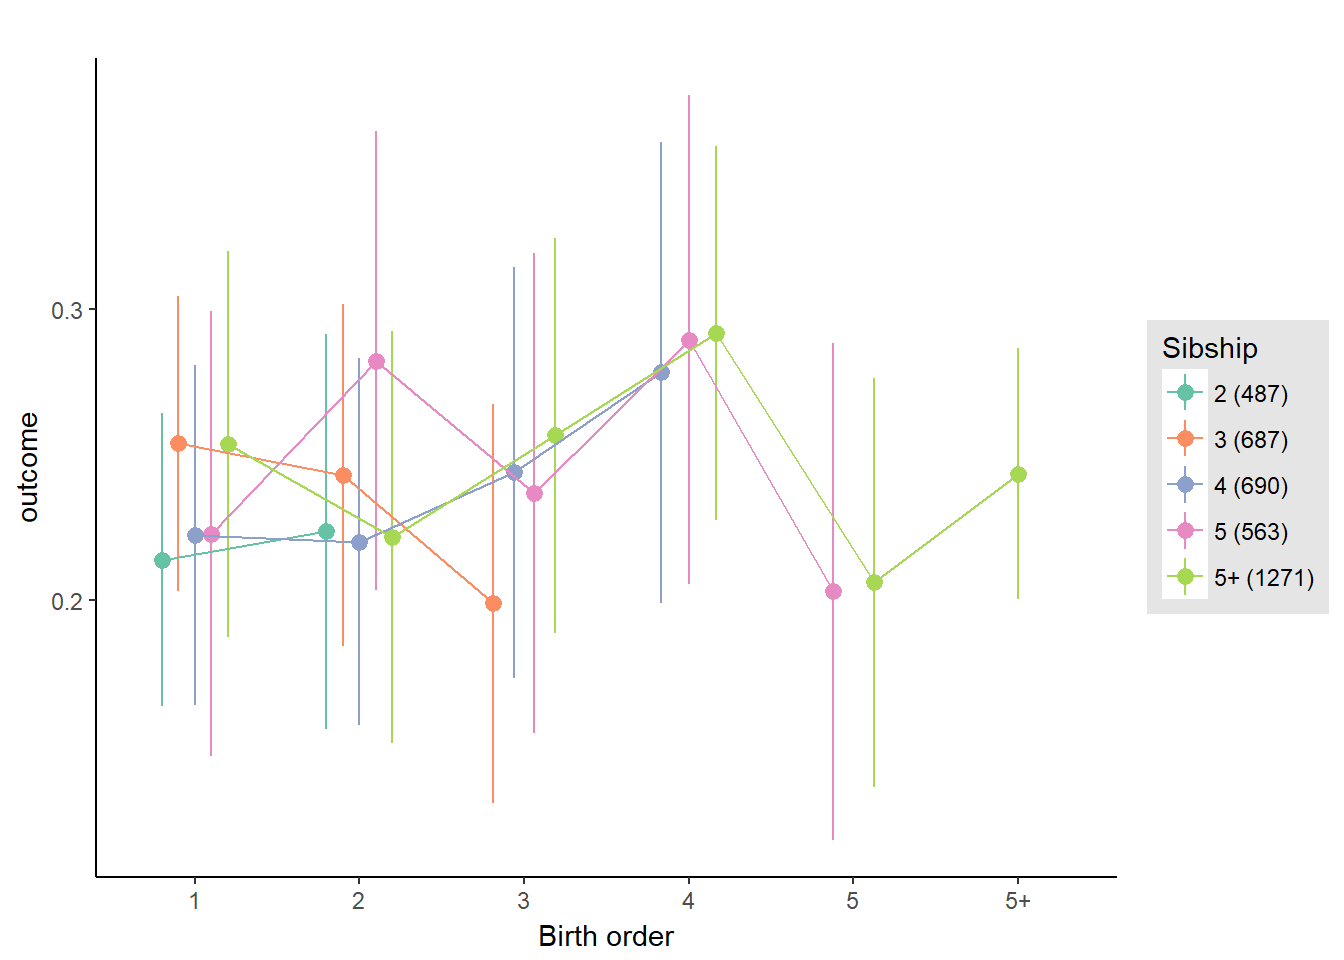 0.3
0.2
outcome
1 2 3 4 5 5+
Birth order
Sibship
2 (487)
3 (687)
4 (690)
5 (563)
5+ (1271)